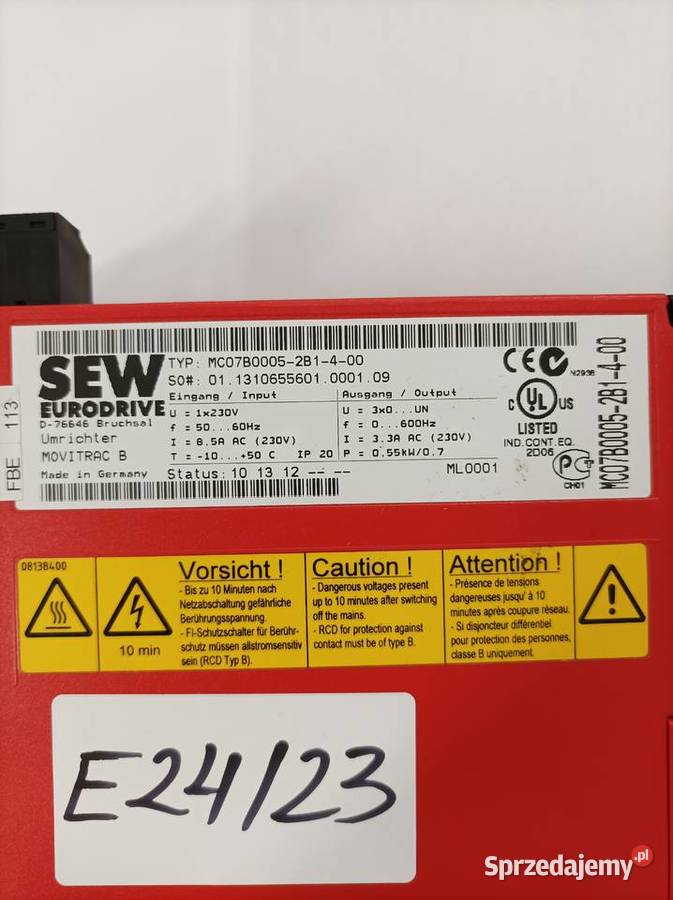 SEW
EURODRIVE
D-76646 Bruchsal
Umrichter
MOVITRAC B
Made in Germany
TYP: MC07B0005-2B1-4-00
SO#: 01.1310655601.0001.09
Eingang / Input
U = 1x230V
f = 50...60Hz
I = 8.5A AC (230V)
T = -10...+50 C IP 20
Status: 10 13 12 -- -- --
Ausgang / Output
U = 3x0...UN
f = 0...600Hz
I = 3.3A AC (230V)
P = 0.55kW/0.7
ML0001
CE
N2936
C UL US
LISTED
IND.CONT.EQ.
2D06
CH01
MC07B0005-2B1-4-00
FBE 113
08138400
10 min
Vorsicht !
- Bis zu 10 Minuten nach
Netzabschaltung gefährliche
Berührungsspannung.
- FI-Schutzschalter für Berühr-
schutz müssen allstromsensitiv
sein (RCD Typ B).
Caution !
- Dangerous voltages present
up to 10 minutes after switching
off the mains.
- RCD for protection against
contact must be of type B.
Attention !
- Présence de tensions
dangereuses jusqu' à 10
minutes après coupure réseau.
- Si disjoncteur différentiel
pour protection des personnes,
classe B uniquement.
E24/23
Sprzedajemy.pl